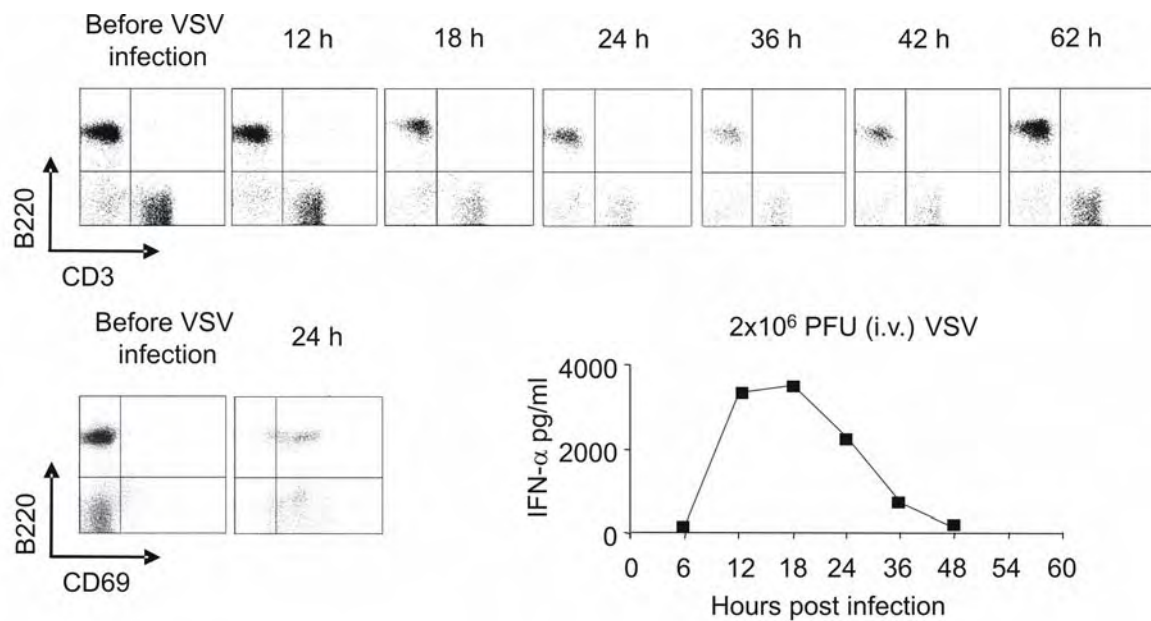 Before VSV
infection
12 h
18 h
24 h
36 h
42 h
62 h
B220
CD3
Before VSV
infection
24 h
B220
CD69
2x10⁶ PFU (i.v.) VSV
IFN-α pg/ml
4000
2000
0
0 6 12 18 24 36 48 54 60
Hours post infection